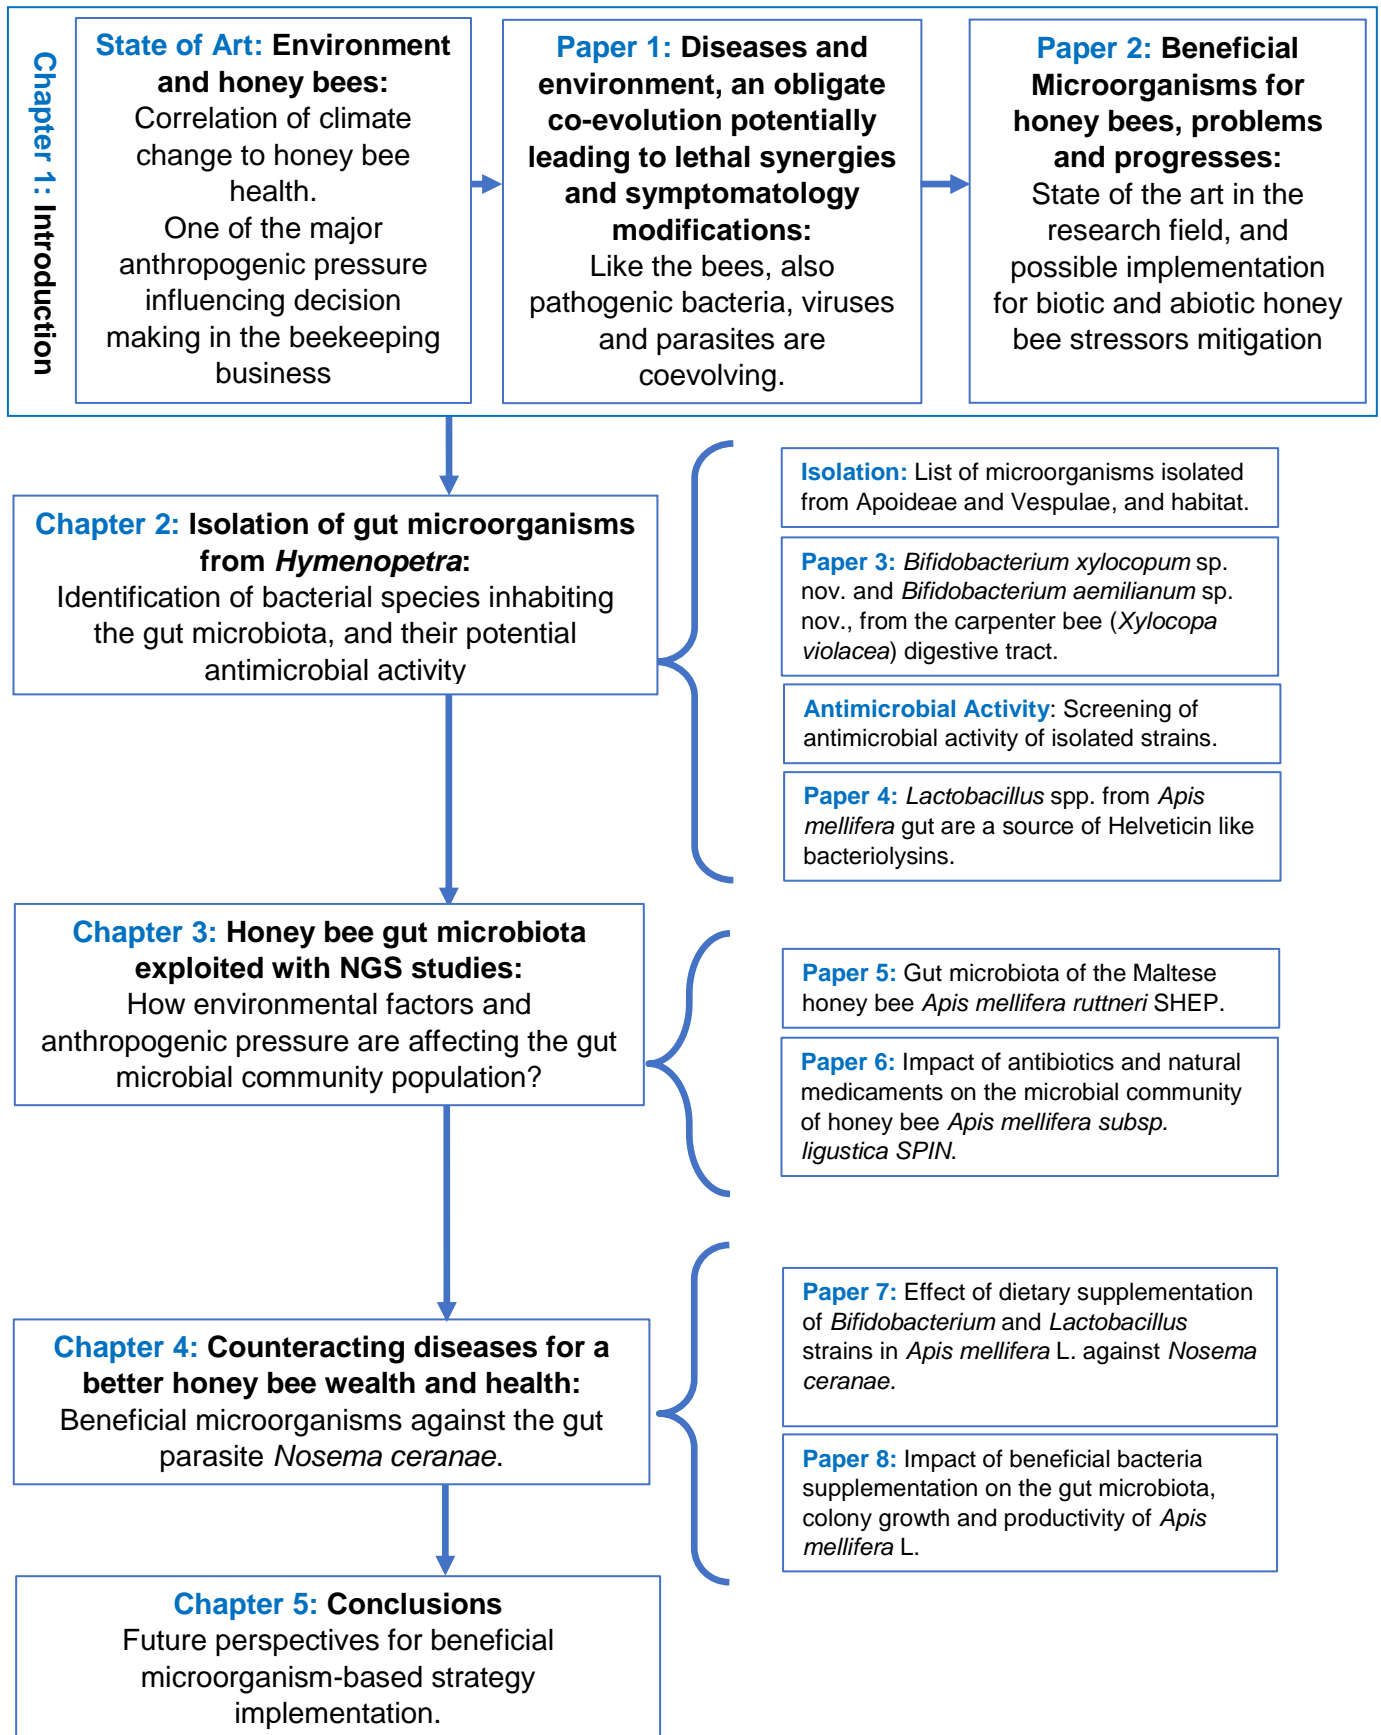 Chapter 1: Introduction
State of Art: Environment
and honey bees:
Correlation of climate
change to honey bee
health.
One of the major
anthropogenic pressure
influencing decision
making in the beekeeping
business
Paper 1: Diseases and
environment, an obligate
co-evolution potentially
leading to lethal synergies
and symptomatology
modifications:
Like the bees, also
pathogenic bacteria, viruses
and parasites are
coevolving.
Paper 2: Beneficial
Microorganisms for
honey bees, problems
and progresses:
State of the art in the
research field, and
possible implementation
for biotic and abiotic honey
bee stressors mitigation
Chapter 2: Isolation of gut microorganisms
from Hymenopetra:
Identification of bacterial species inhabiting
the gut microbiota, and their potential
antimicrobial activity
Isolation: List of microorganisms isolated
from Apoideae and Vespulae, and habitat.
Paper 3: Bifidobacterium xylocopum sp.
nov. and Bifidobacterium aemilianum sp.
nov., from the carpenter bee (Xylocopa
violacea) digestive tract.
Antimicrobial Activity: Screening of
antimicrobial activity of isolated strains.
Paper 4: Lactobacillus spp. from Apis
mellifera gut are a source of Helveticin like
bacteriolysins.
Chapter 3: Honey bee gut microbiota
exploited with NGS studies:
How environmental factors and
anthropogenic pressure are affecting the gut
microbial community population?
Paper 5: Gut microbiota of the Maltese
honey bee Apis mellifera ruttneri SHEP.
Paper 6: Impact of antibiotics and natural
medicaments on the microbial community
of honey bee Apis mellifera subsp.
ligustica SPIN.
Chapter 4: Counteracting diseases for a
better honey bee wealth and health:
Beneficial microorganisms against the gut
parasite Nosema ceranae.
Paper 7: Effect of dietary supplementation
of Bifidobacterium and Lactobacillus
strains in Apis mellifera L. against Nosema
ceranae.
Paper 8: Impact of beneficial bacteria
supplementation on the gut microbiota,
colony growth and productivity of Apis
mellifera L.
Chapter 5: Conclusions
Future perspectives for beneficial
microorganism-based strategy
implementation.